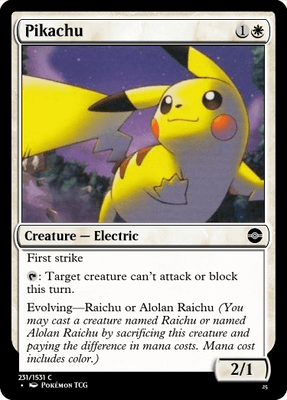 Pikachu 1
Creature — Electric
First strike
: Target creature can't attack or block
this turn.
Evolving—Raichu or Alolan Raichu (You
may cast a creature named Raichu or named
Alolan Raichu by sacrificing this creature and
paying the difference in mana costs. Mana cost
includes color.)
2/1
231/1531 C
• Pokémon TCG